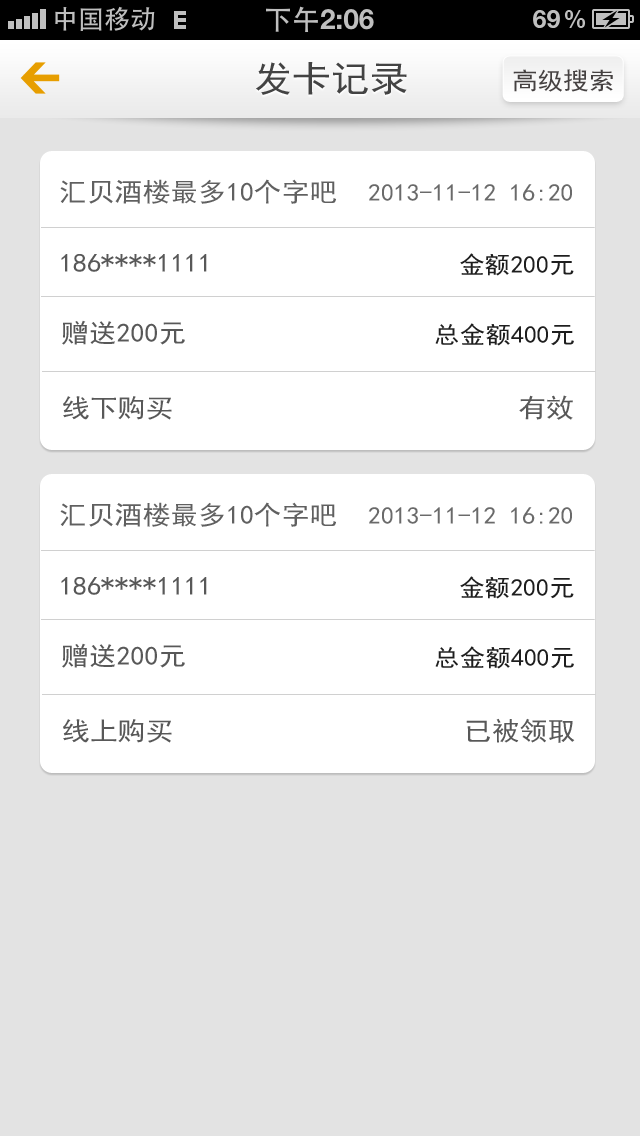 中国移动 E 下午2:06 69%
发卡记录 高级搜索
汇贝酒楼最多10个字吧 2013-11-12 16:20
186****1111 金额200元
赠送200元 总金额400元
线下购买 有效
汇贝酒楼最多10个字吧 2013-11-12 16:20
186****1111 金额200元
赠送200元 总金额400元
线上购买 已被领取